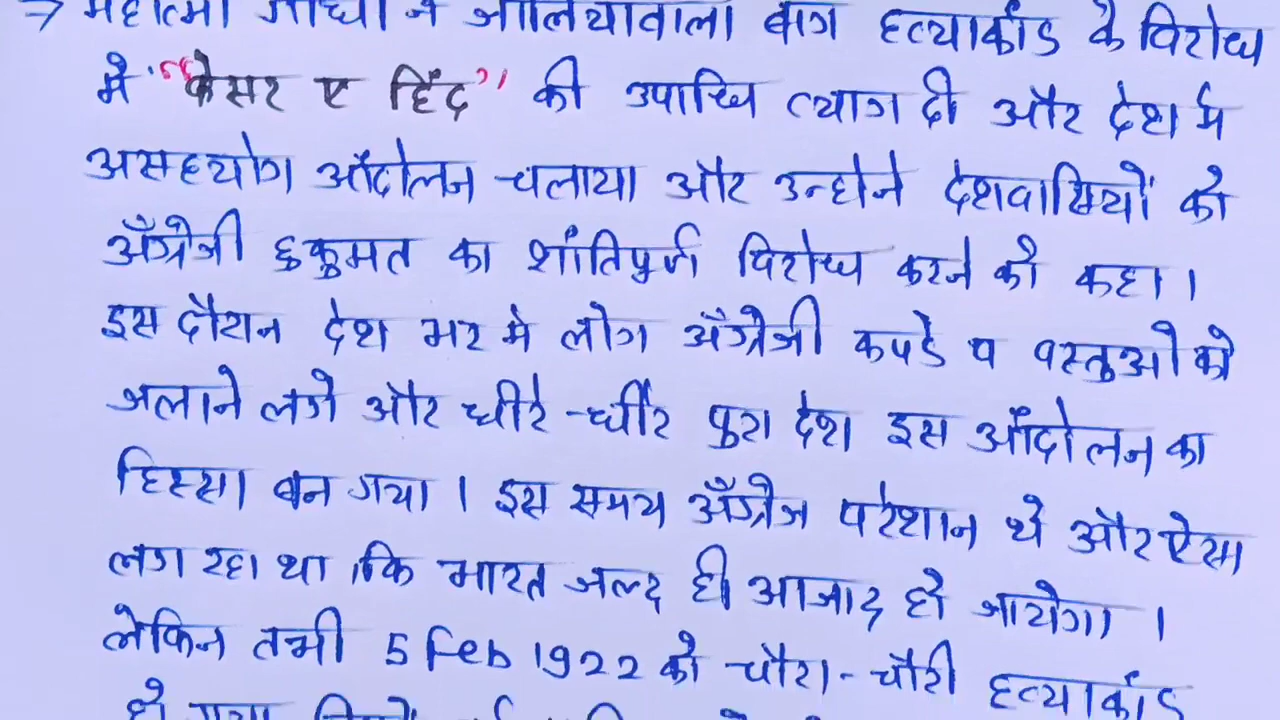 → महात्मा गांधी ने जालियावाला बाग हत्याकांड के विरोध
में "केसर ए हिंद" की उपाधि त्याग दी और देश मे
असहयोग आँदोलन चलाया और उन्होने देशवासियों को
अँग्रेजी हुकुमत का शांतिपुर्ण विरोध करने को कहा।
इस दौरान देश भर मे लोग अँग्रेजी कपडे व वस्तुओ को
जलाने लगे और धीरे-धीरे पुरा देश इस आँदोलन का
हिस्सा बन गया। इस समय अँग्रेज परेशान थे और ऐसा
लग रहा था कि भारत जल्द ही आजाद हो जायेगा।
लेकिन तभी 5 Feb 1922 को चौरा-चौरी हत्याकांड
हो गया